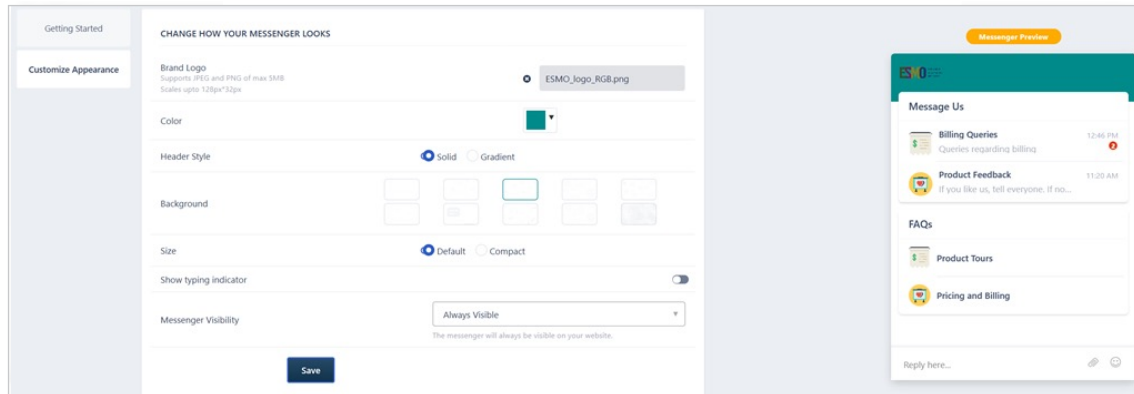 Getting Started
Customize Appearance
CHANGE HOW YOUR MESSENGER LOOKS
Brand Logo
Supports JPEG and PNG of max 5MB
Scales upto 128px*32px
ESMO_logo_RGB.png
Color
Header Style
Solid
Gradient
Background
Size
Default
Compact
Show typing indicator
Messenger Visibility
Always Visible
The messenger will always be visible on your website.
Save
Messenger Preview
ESMO
Message Us
Billing Queries
12:46 PM
Queries regarding billing
2
Product Feedback
11:20 AM
If you like us, tell everyone. If no...
FAQs
Product Tours
Pricing and Billing
Reply here...